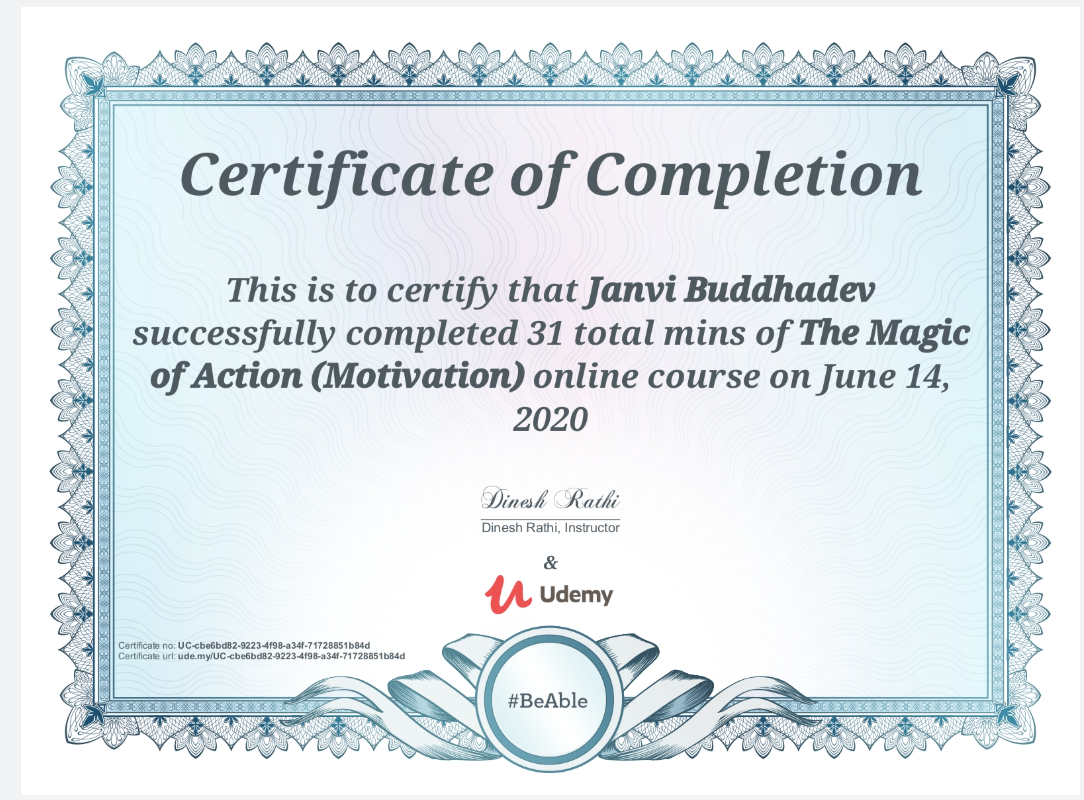 Certificate of Completion
This is to certify that Janvi Buddhadev
successfully completed 31 total mins of The Magic
of Action (Motivation) online course on June 14,
2020
Dinesh Rathi
Dinesh Rathi, Instructor
&
Udemy
Certificate no: UC-cbe6bd82-9223-4f98-a34f-71728851b84d
Certificate url: ude.my/UC-cbe6bd82-9223-4f98-a34f-71728851b84d
#BeAble